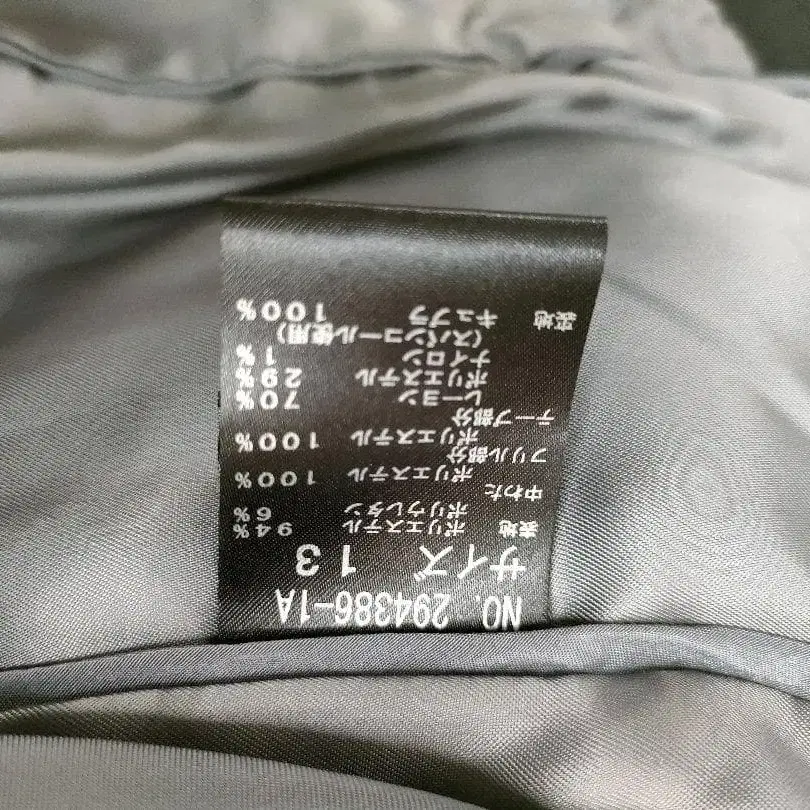 NO. 294386-1A
サイズ 13
表地 ポリエステル 94%
ポリウレタン 6%
中わた
ポリエステル 100%
フリル部分
ポリエステル 100%
テープ部分
レーヨン 70%
ポリエステル 29%
ナイロン 1%
(スパンコール使用)
裏地 キュプラ 100%